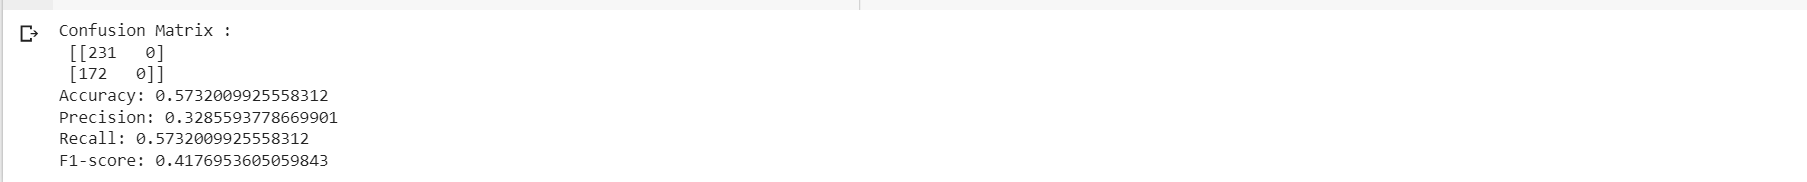 Confusion Matrix :
[[231   0]
[172   0]]
Accuracy: 0.5732009925558312
Precision: 0.3285593778669901
Recall: 0.5732009925558312
F1-score: 0.4176953605059843